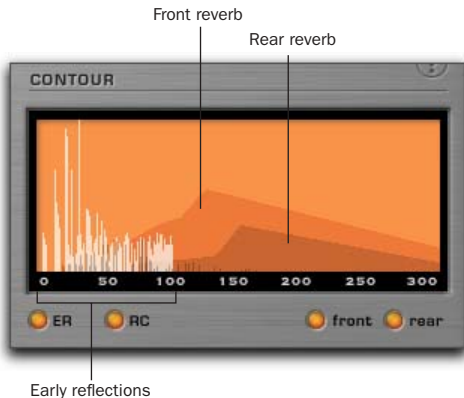 Front reverb
Rear reverb
CONTOUR
0 50 100 150 200 250 300
ER RC front rear
Early reflections